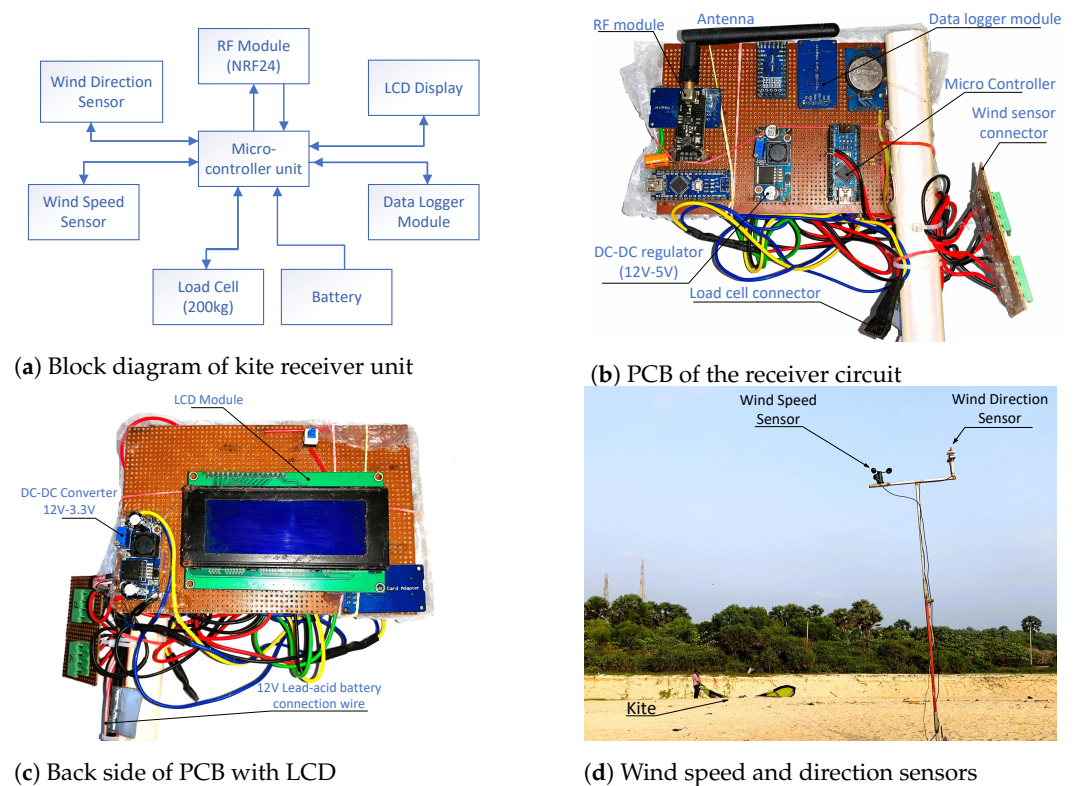 RF Module
(NRF24)
Wind Direction
Sensor
LCD Display
Micro-
controller unit
Wind Speed
Sensor
Data Logger
Module
Load Cell
(200kg)
Battery
(a) Block diagram of kite receiver unit
RF module
Antenna
Data logger module
Micro Controller
Wind sensor
connector
DC-DC regulator
(12V-5V)
Load cell connector
(b) PCB of the receiver circuit
LCD Module
DC-DC Converter
12V-3.3V
Card Adapter
12V Lead-acid battery
connection wire
(c) Back side of PCB with LCD
Wind Speed
Sensor
Wind Direction
Sensor
Kite
(d) Wind speed and direction sensors